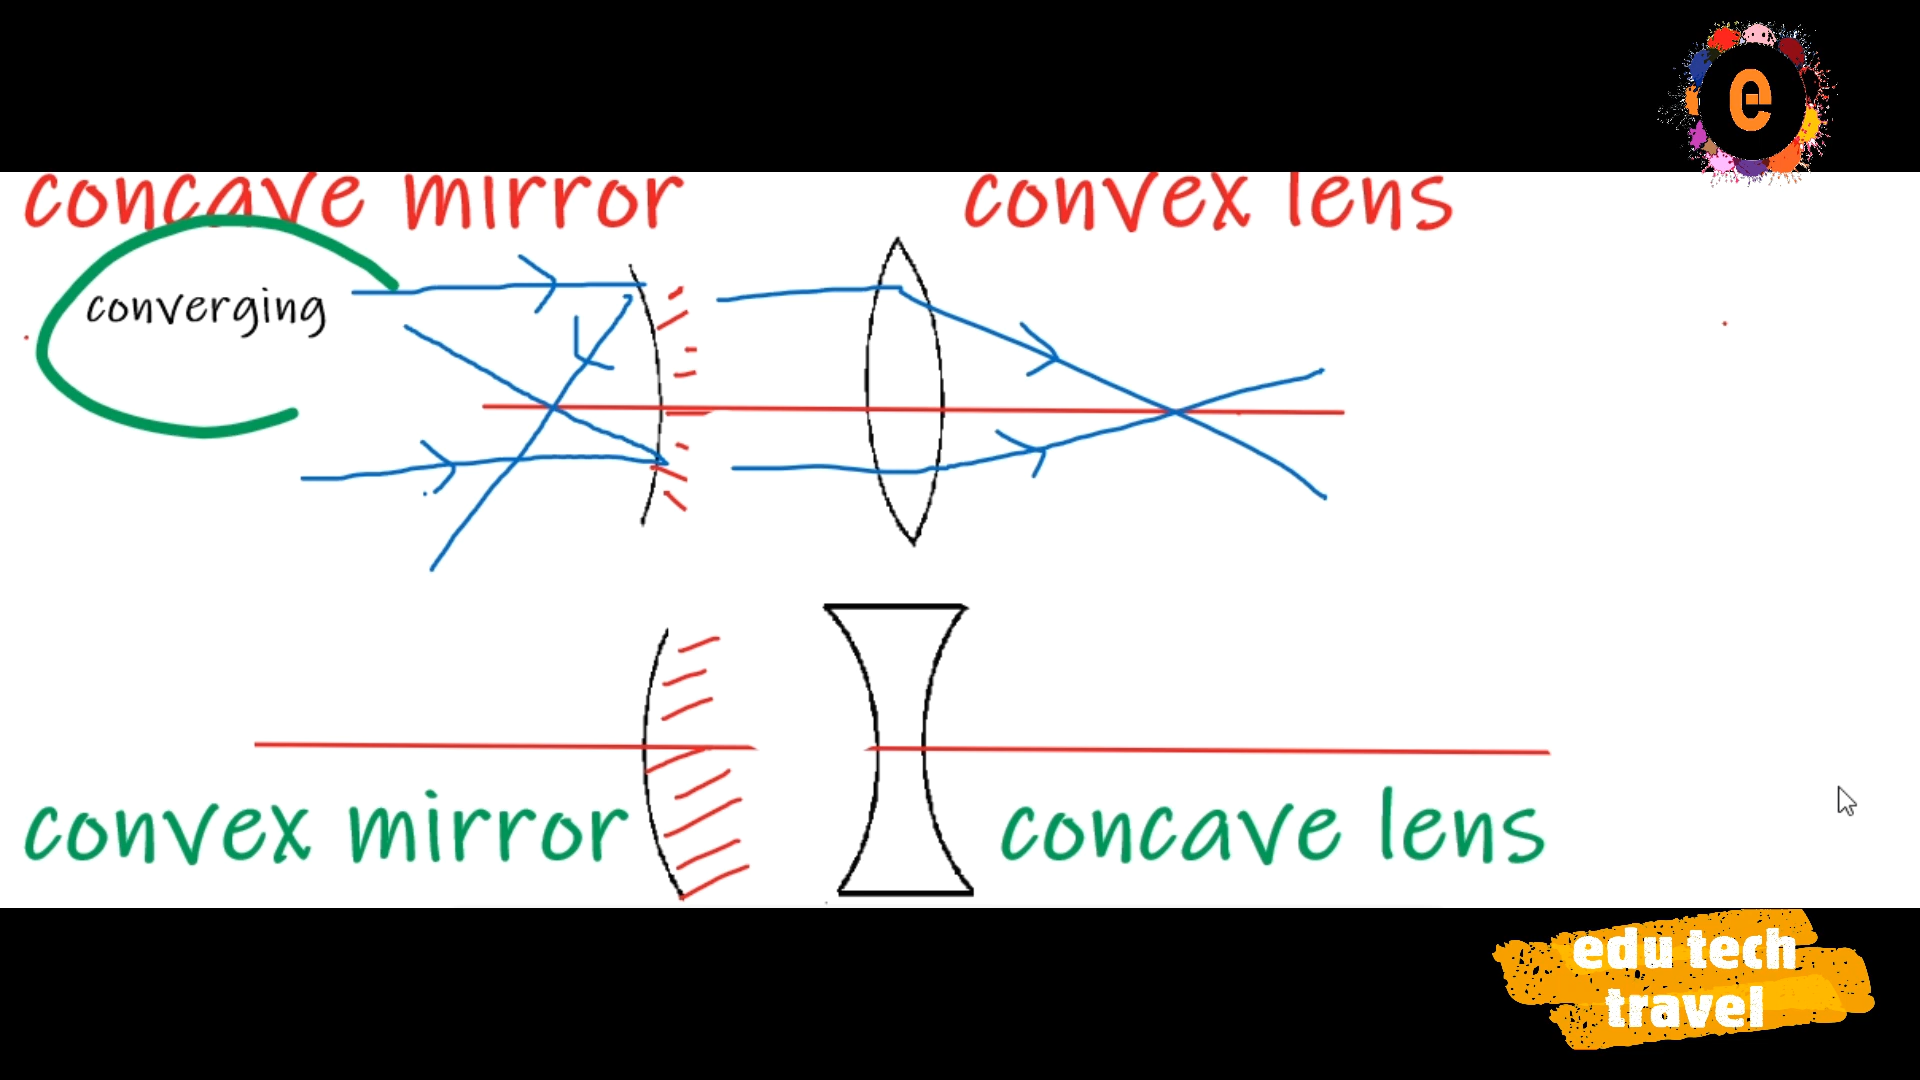 e
concave mirror
convex lens
converging
convex mirror
concave lens
edu tech
travel